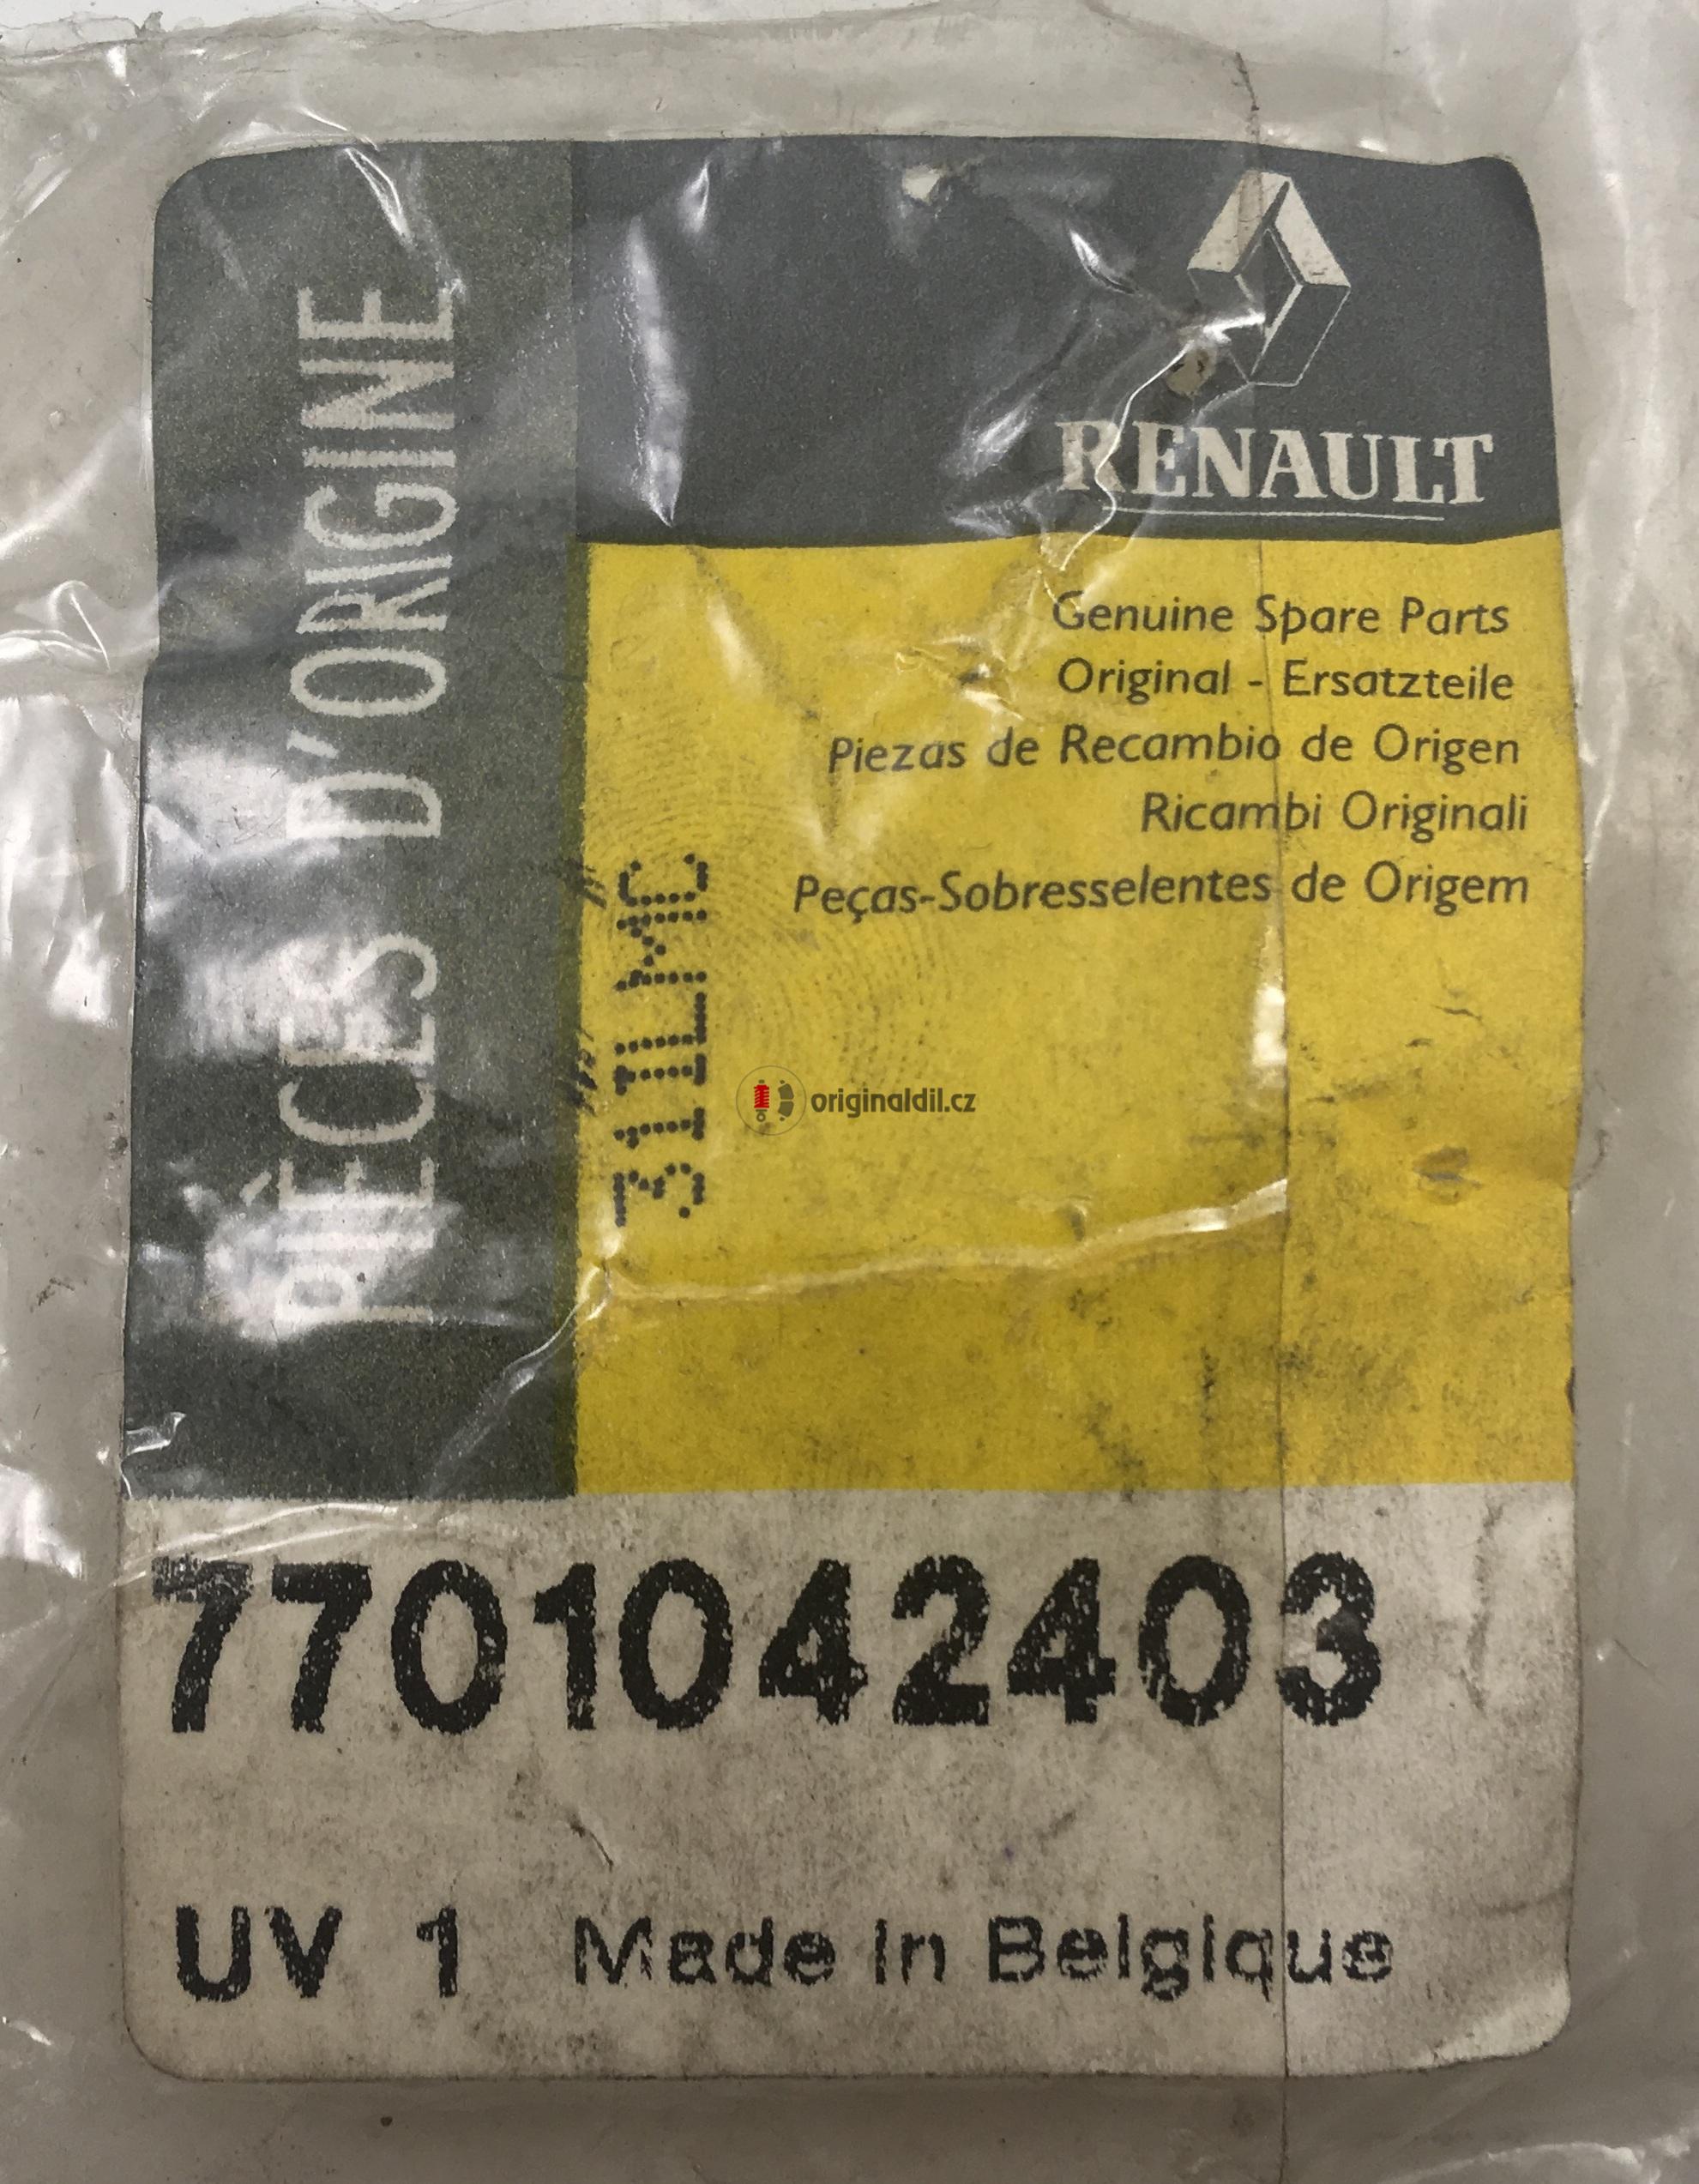 PIÈCES D'ORIGINE
RENAULT
Genuine Spare Parts
Original - Ersatzteile
Piezas de Recambio de Origen
Ricambi Originali
Peças-Sobresselentes de Origem
31ILMC
originaldil.cz
7701042403
UV 1 Made In Belgique